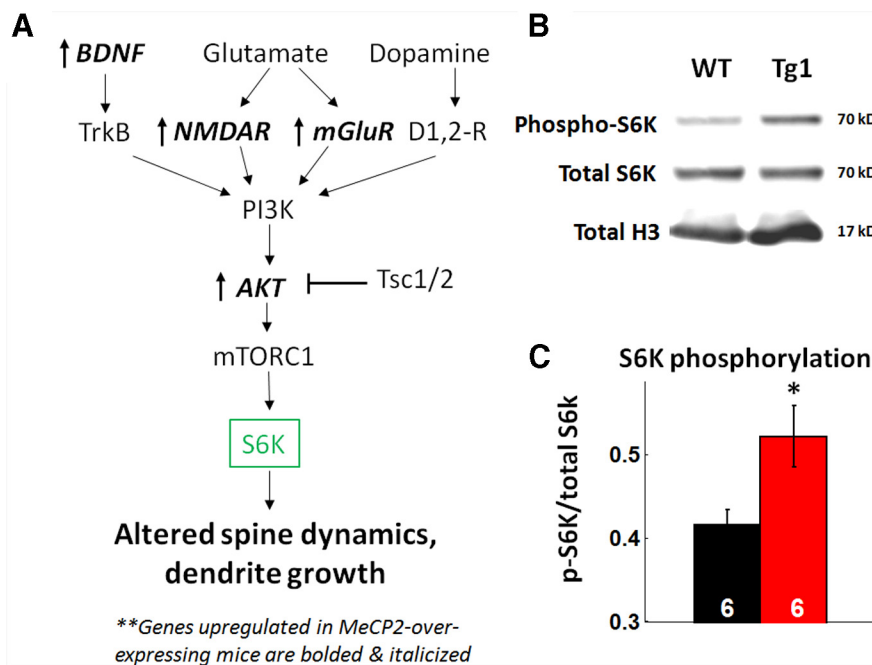 A
↑ BDNF Glutamate Dopamine
TrkB ↑ NMDAR ↑ mGluR D1,2-R
PI3K
↑ AKT Tsc1/2
mTORC1
S6K
Altered spine dynamics,
dendrite growth
**Genes upregulated in MeCP2-over-
expressing mice are bolded & italicized
B
WT Tg1
Phospho-S6K 70 kD
Total S6K 70 kD
Total H3 17 kD
C
S6K phosphorylation
p-S6K/total S6k
*
0.5
0.4
0.3
6 6